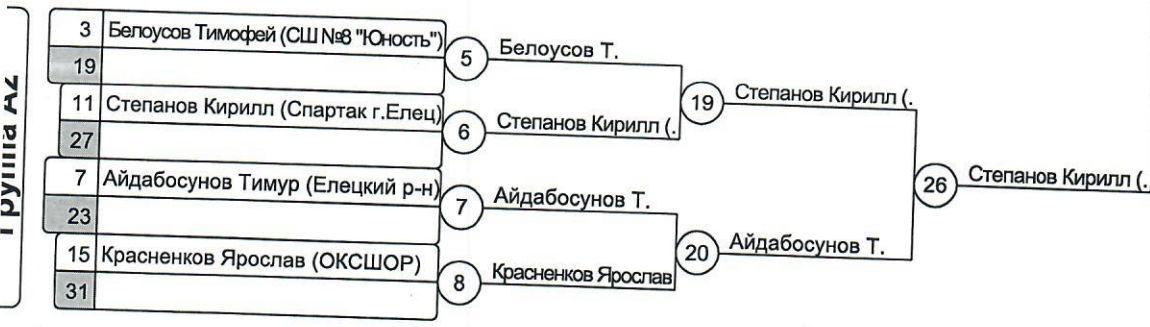 Группа А2
3 Белоусов Тимофей (СШ №8 "Юность")
19
5 Белоусов Т.
11 Степанов Кирилл (Спартак г.Елец)
27
6 Степанов Кирилл (.
19 Степанов Кирилл (.
7 Айдабосунов Тимур (Елецкий р-н)
23
7 Айдабосунов Т.
15 Красненков Ярослав (ОКСШОР)
31
8 Красненков Ярослав
20 Айдабосунов Т.
26 Степанов Кирилл (.